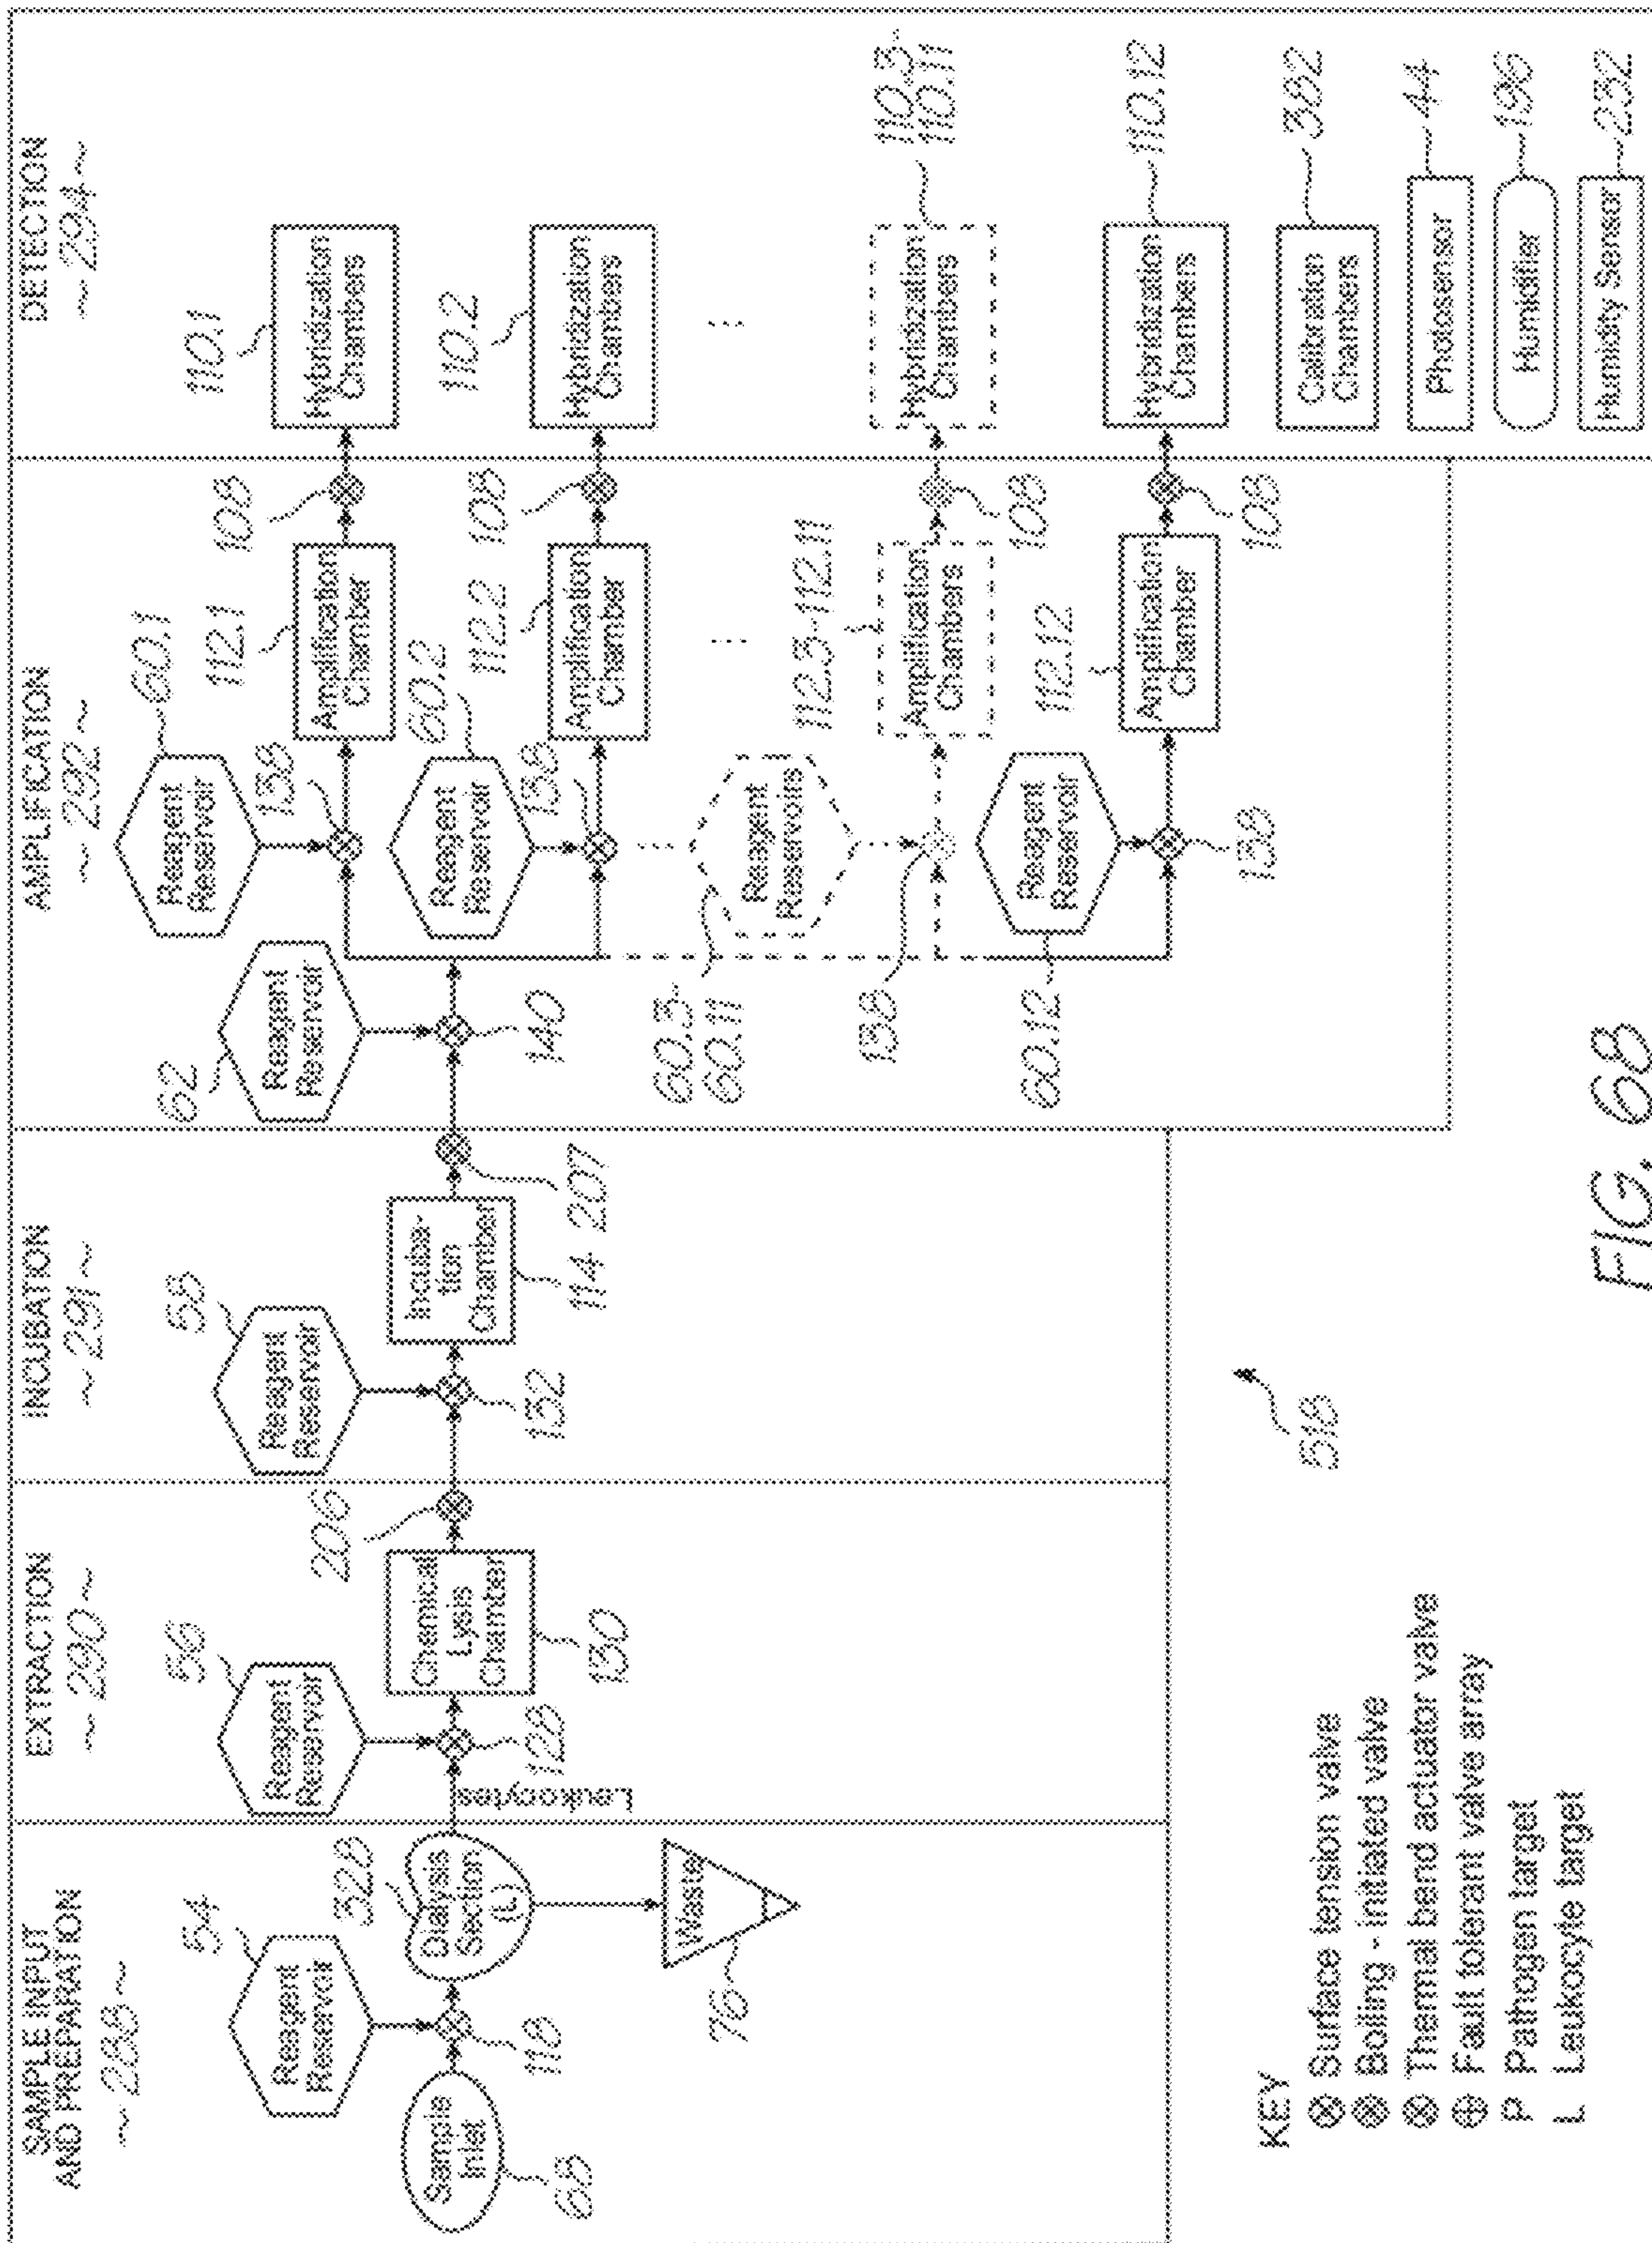 SAMPLE INPUT
AND PREPARATION
~ 288 ~
54
Reagent
Reservoir
Sample
Inlet
68
118
328
Dialysis
Section
(L)
Waste
76
EXTRACTION
~ 290 ~
56
Reagent
Reservoir
Leukocytes
128
Chemical
Lysis
Chamber
130
206
INCUBATION
~ 291 ~
58
Reagent
Reservoir
132
Incuba-
tion
Chamber
114
207
AMPLIFICATION
~ 292 ~
62
Reagent
Reservoir
140
60.1
Reagent
Reservoir
138
112.1
Amplification
Chamber
108
60.2
Reagent
Reservoir
138
112.2
Amplification
Chamber
108
60.3-
60.11
Reagent
Reservoirs
138
112.3-112.11
Amplification
Chambers
108
60.12
Reagent
Reservoir
138
112.12
Amplification
Chamber
108
DETECTION
~ 294 ~
110.1
Hybridization
Chambers
110.2
Hybridization
Chambers
110.3-
110.11
Hybridization
Chambers
110.12
Hybridization
Chambers
Calibration
Chambers
382
Photosensor
44
Humidifier
196
Humidity Sensor
232
518
KEY
Surface tension valve
Boiling - initiated valve
Thermal bend actuator valve
Fault tolerant valve array
P Pathogen target
L Leukocyte target
FIG. 68